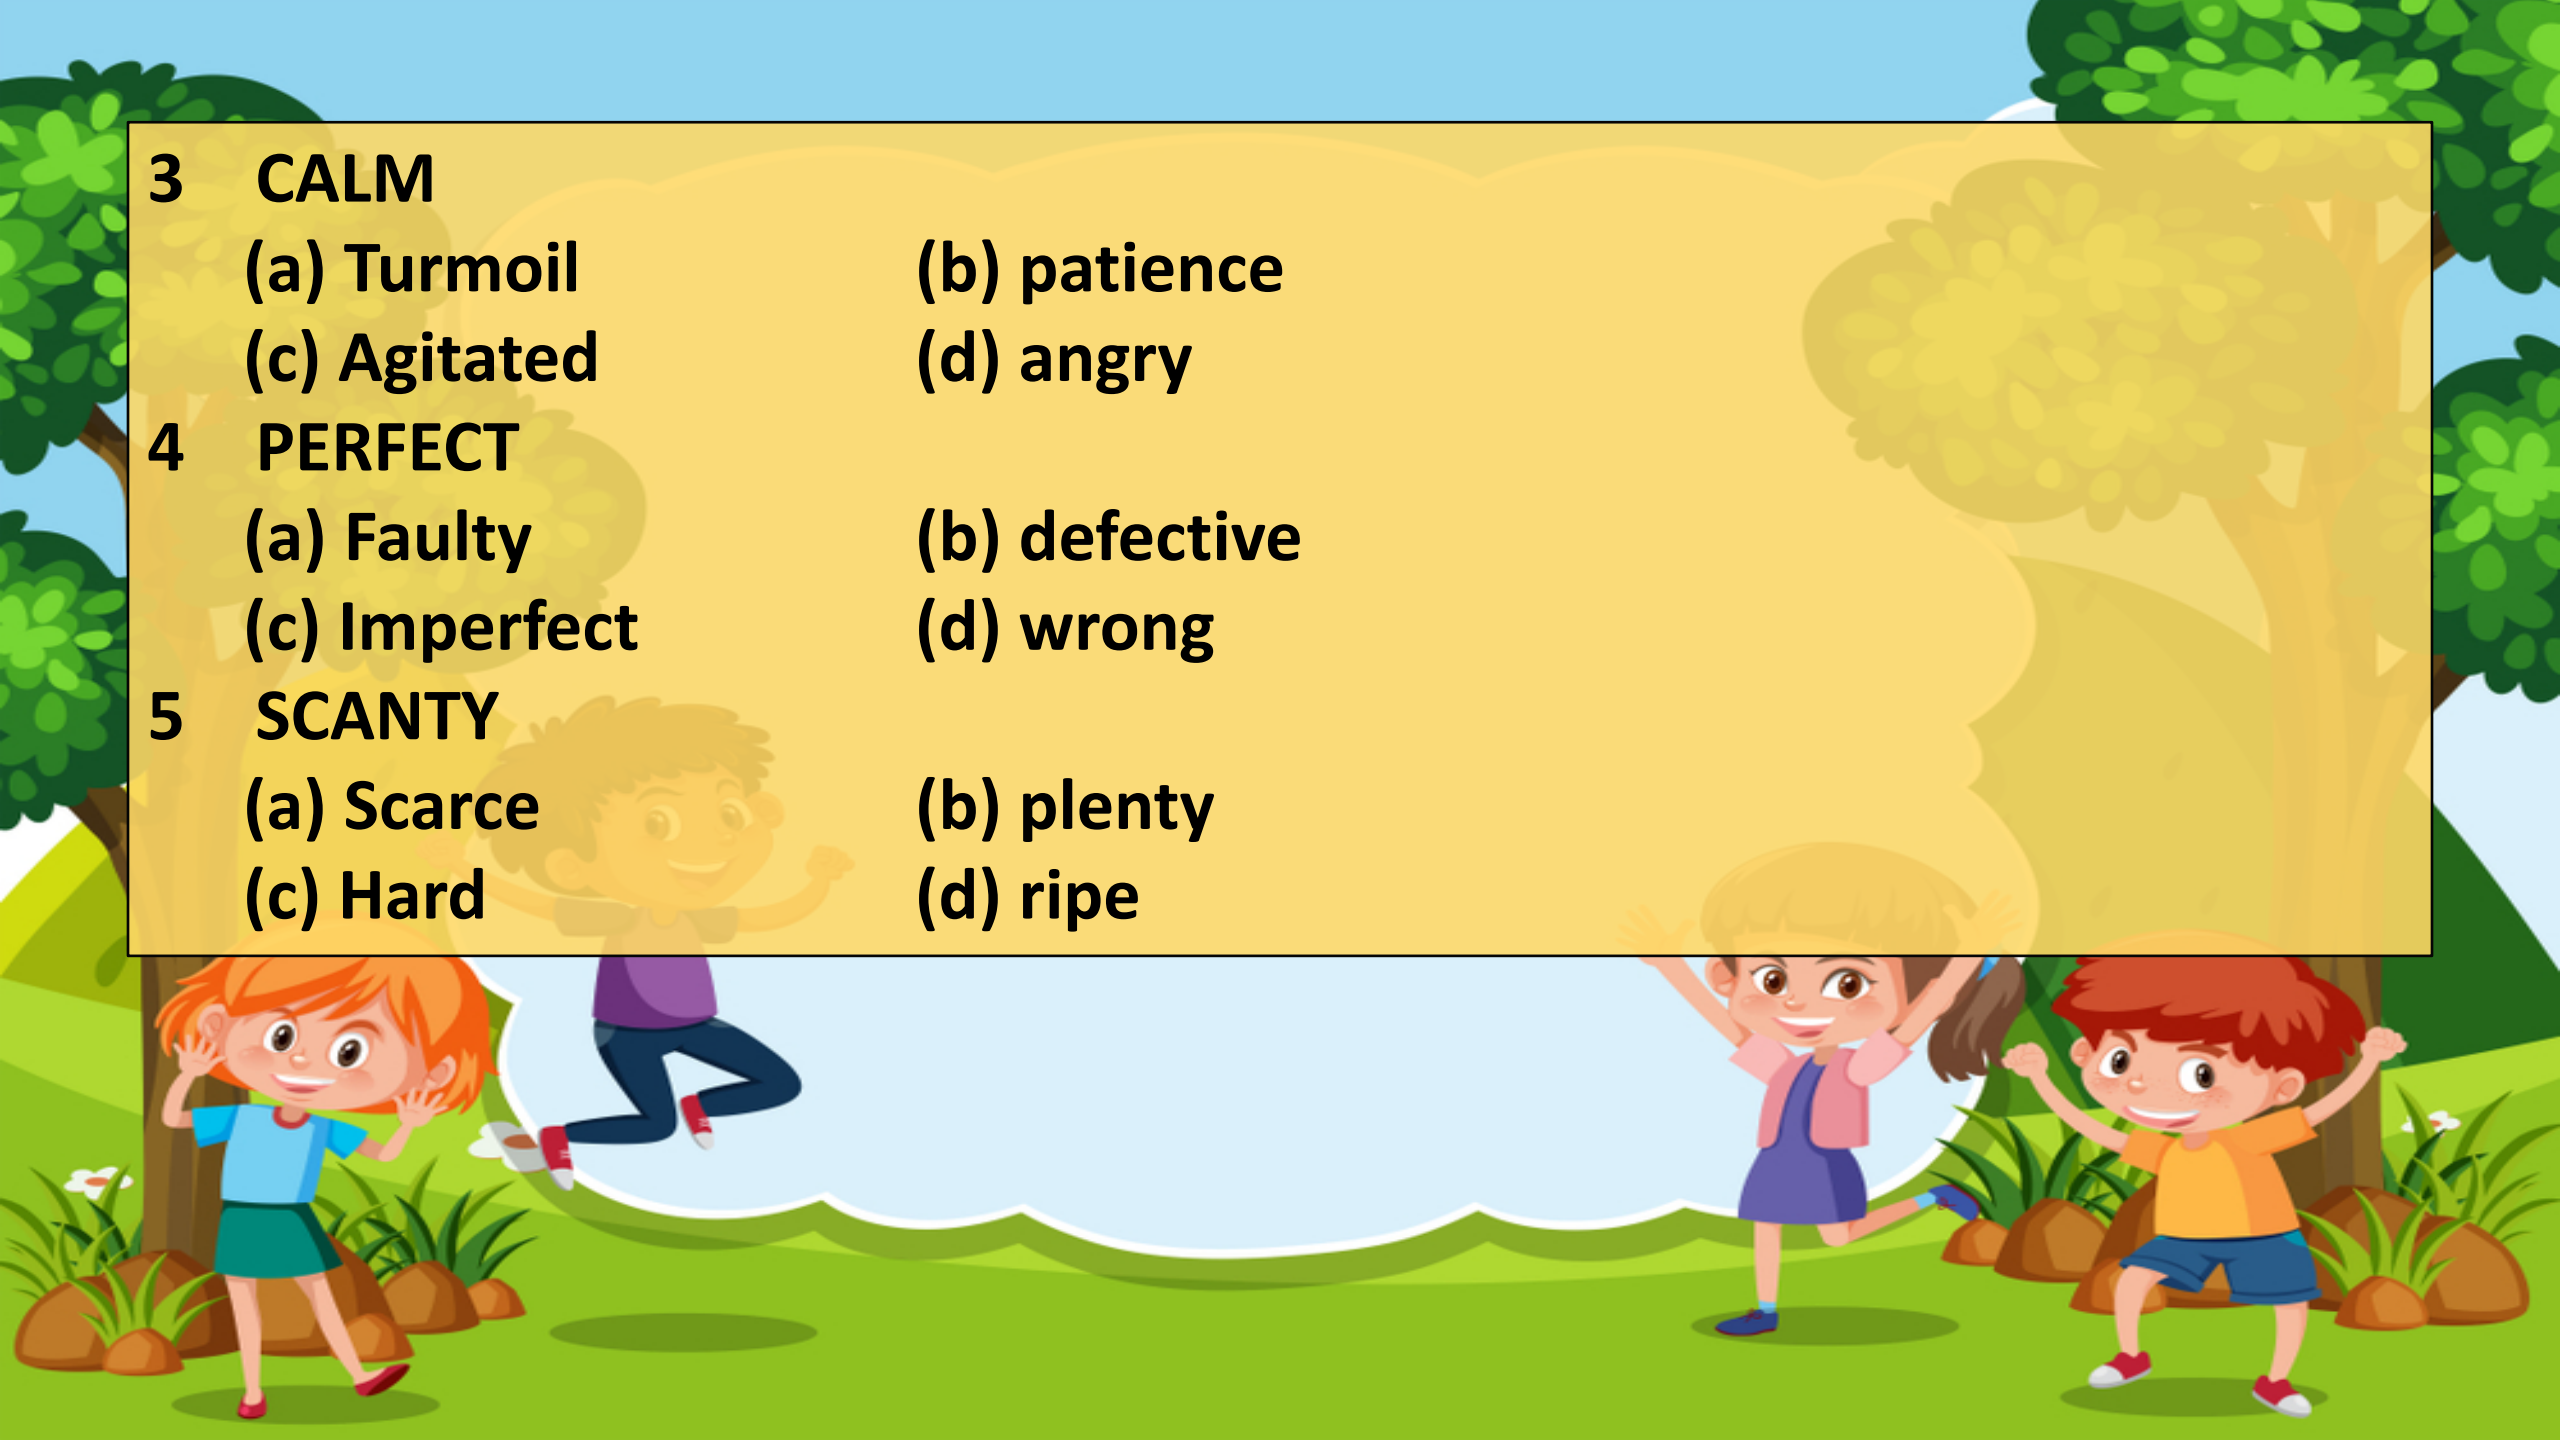 3 CALM
(a) Turmoil (b) patience
(c) Agitated (d) angry
4 PERFECT
(a) Faulty (b) defective
(c) Imperfect (d) wrong
5 SCANTY
(a) Scarce (b) plenty
(c) Hard (d) ripe